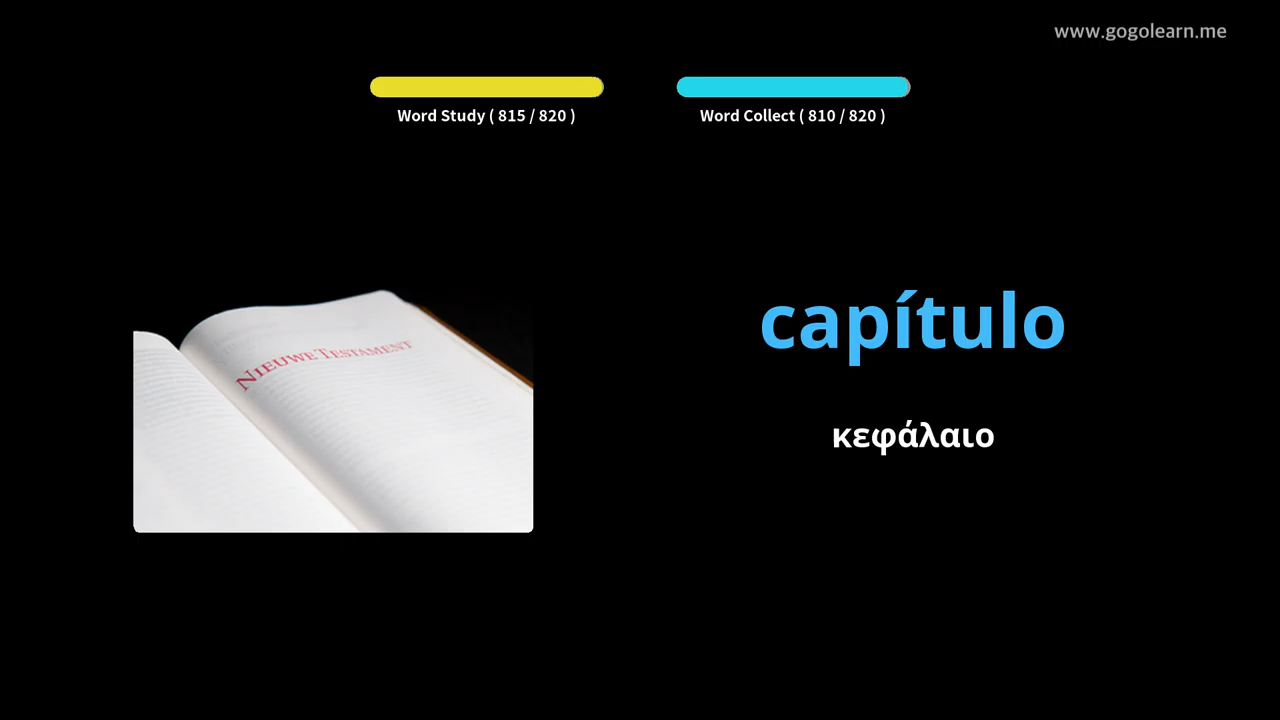 www.gogolearn.me
Word Study ( 815 / 820 )
Word Collect ( 810 / 820 )
NIEUWE TESTAMENT
capítulo
κεφάλαιο